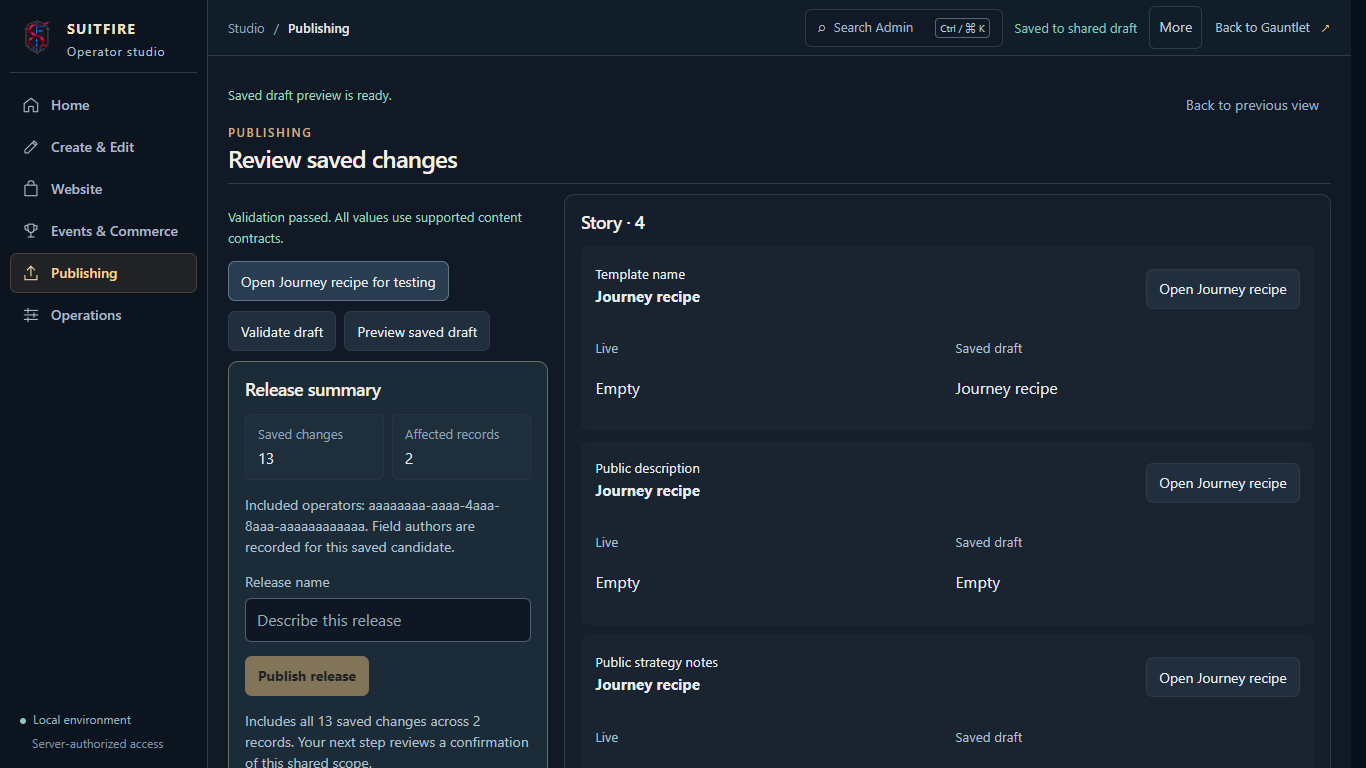 SUITFIRE
Operator studio
Home
Create & Edit
Website
Events & Commerce
Publishing
Operations
Local environment
Server-authorized access
Studio / Publishing
Search Admin Ctrl / ⌘ K
Saved to shared draft
More
Back to Gauntlet ↗
Saved draft preview is ready.
Back to previous view
PUBLISHING
Review saved changes
Validation passed. All values use supported content
contracts.
Open Journey recipe for testing
Validate draft
Preview saved draft
Release summary
Saved changes
13
Affected records
2
Included operators: aaaaaaaa-aaaa-4aaa-
8aaa-aaaaaaaaaaaa. Field authors are
recorded for this saved candidate.
Release name
Describe this release
Publish release
Includes all 13 saved changes across 2
records. Your next step reviews a confirmation
of this shared scope.
Story · 4
Template name
Journey recipe
Open Journey recipe
Live
Saved draft
Empty
Journey recipe
Public description
Journey recipe
Open Journey recipe
Live
Saved draft
Empty
Empty
Public strategy notes
Journey recipe
Open Journey recipe
Live
Saved draft